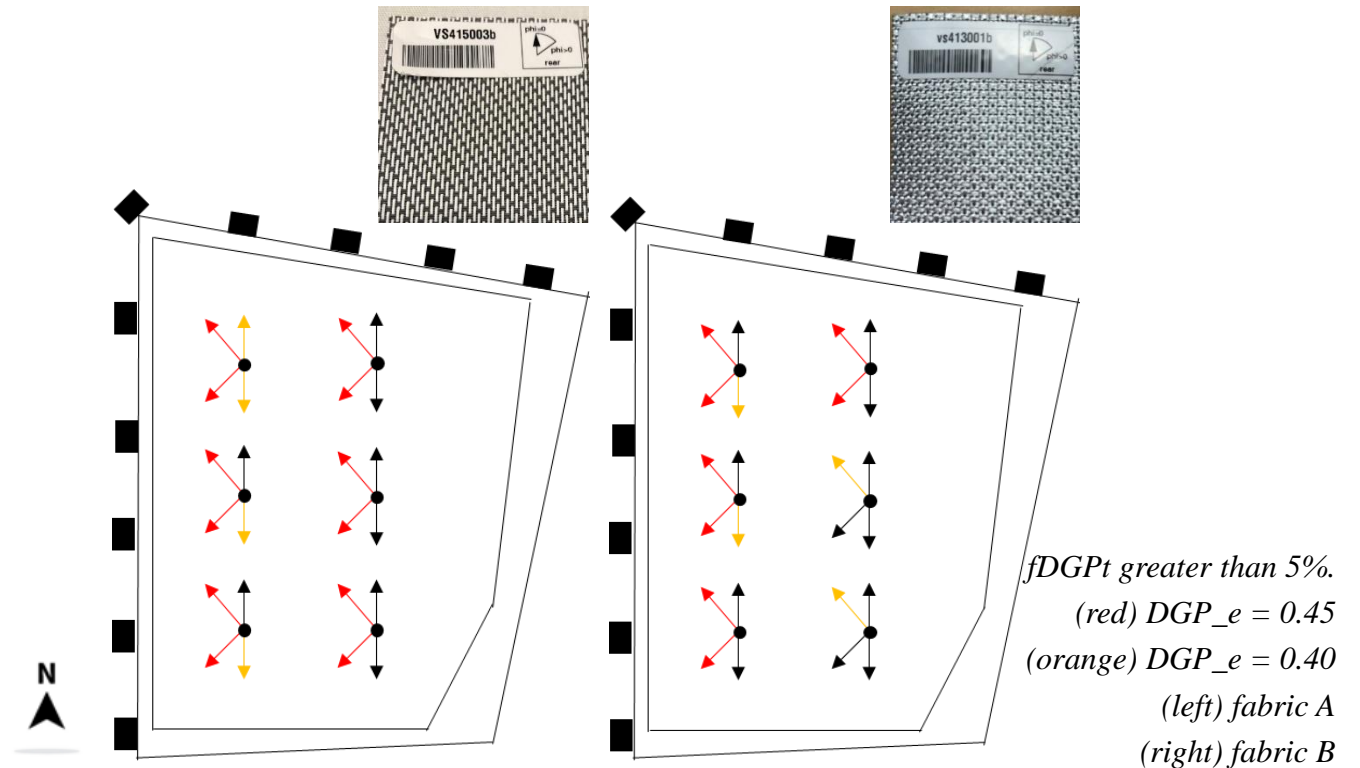 VS415003b
phi=0
phi>0
rear
vs413001b
phi=0
phi>0
rear
fDGPt greater than 5%.
(red) DGP_e = 0.45
(orange) DGP_e = 0.40
(left) fabric A
(right) fabric B
N